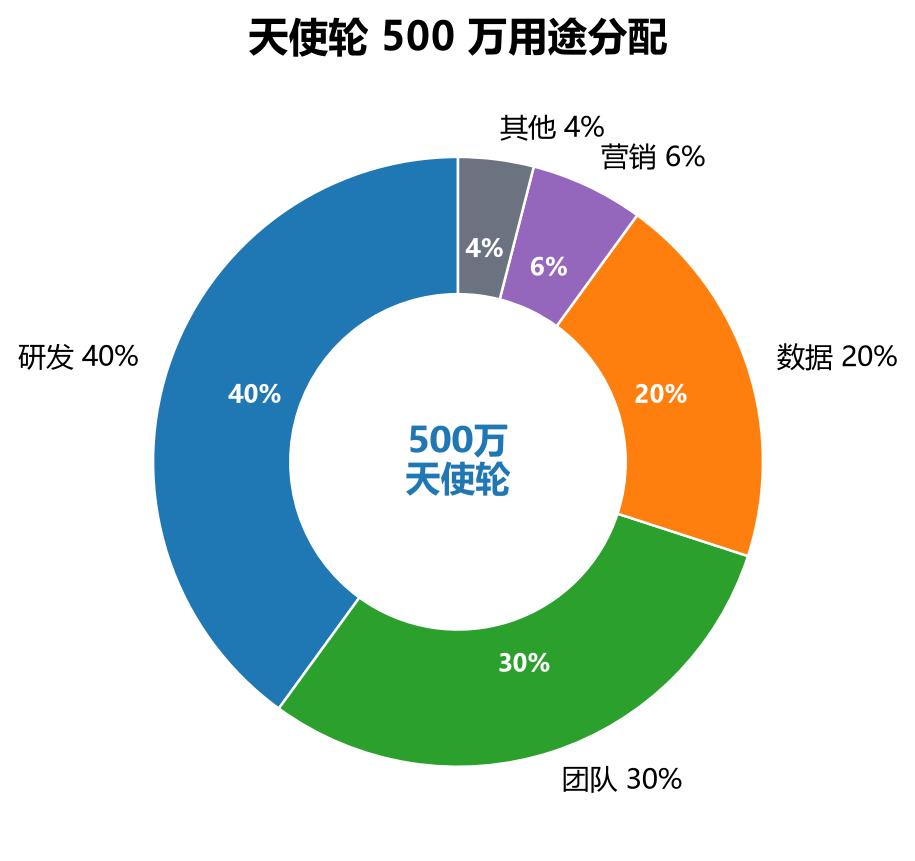 天使轮 500 万用途分配
其他 4%
营销 6%
4%
6%
研发 40%
数据 20%
40%
20%
500万
天使轮
30%
团队 30%